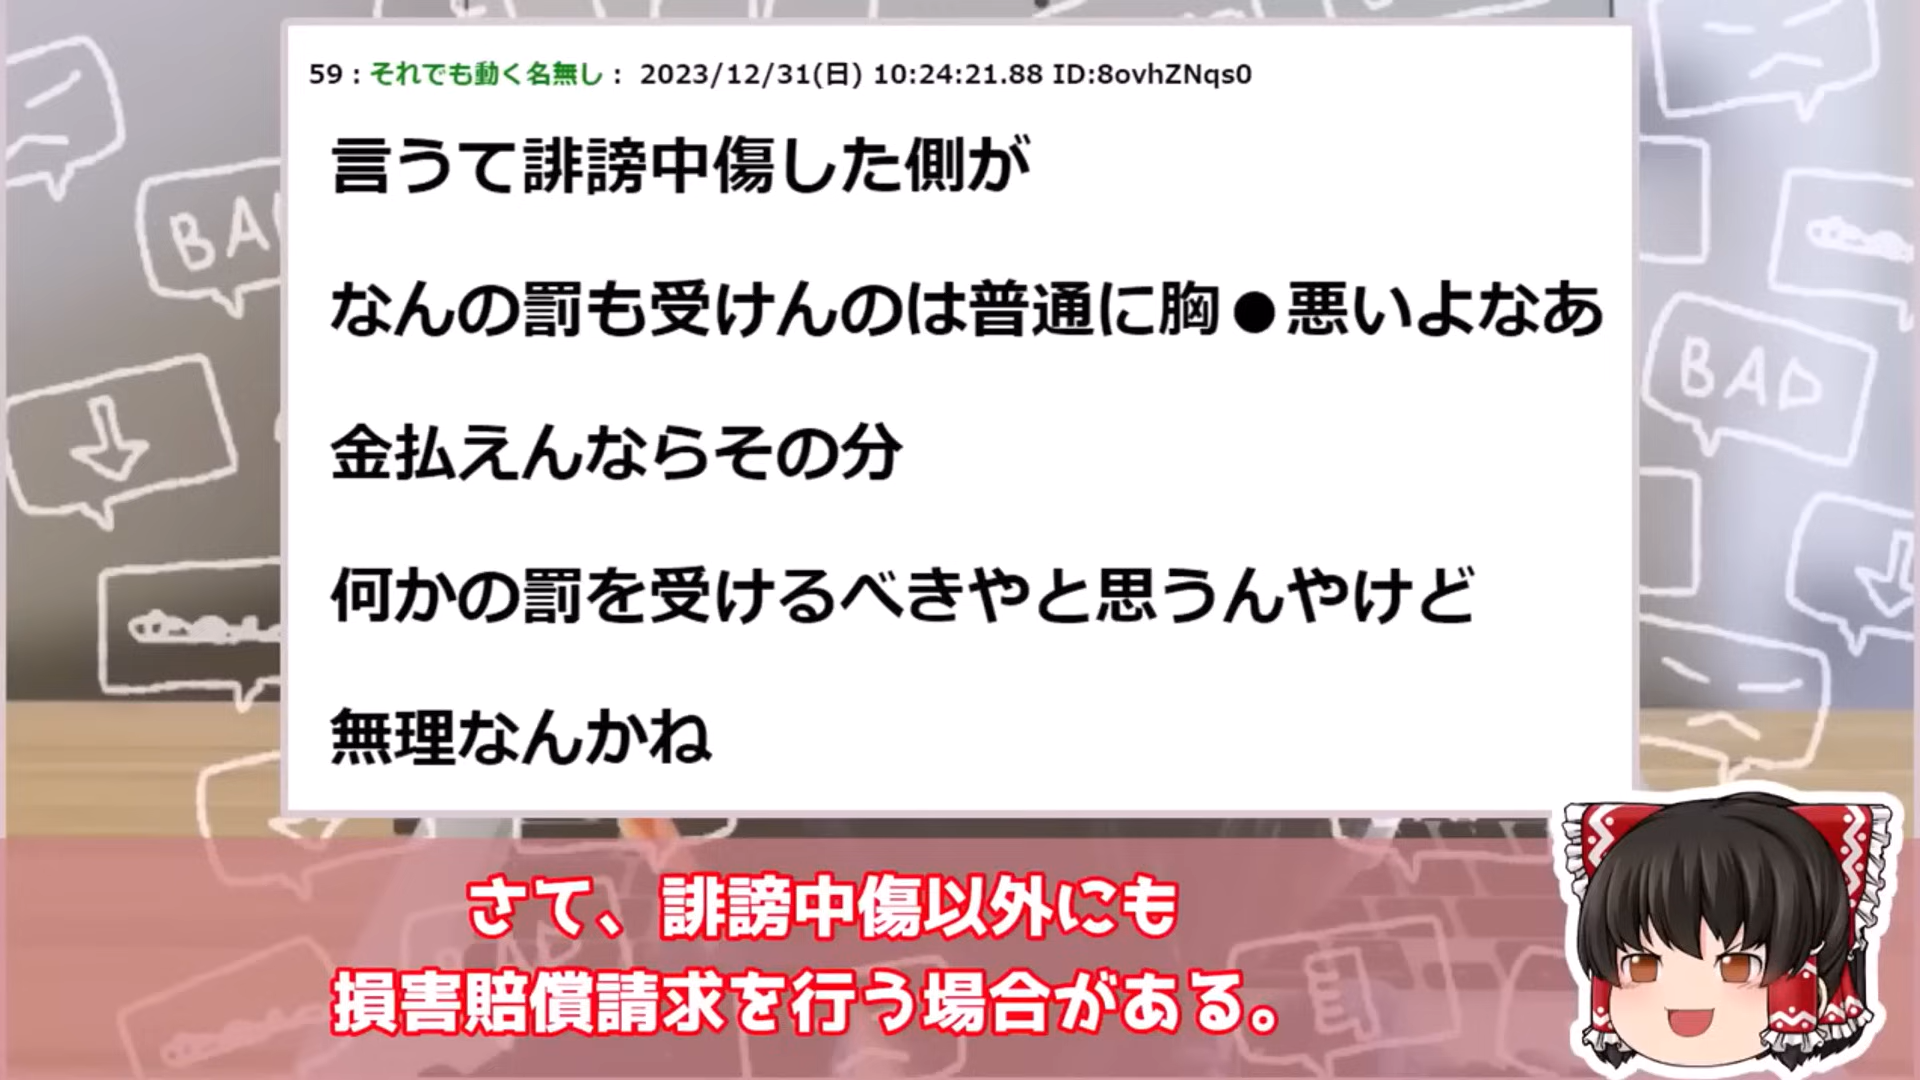 59 : それでも動く名無し : 2023/12/31(日) 10:24:21.88 ID:8ovhZNqs0
言うて誹謗中傷した側が
なんの罰も受けんのは普通に胸●悪いよなあ
金払えんならその分
何かの罰を受けるべきやと思うんやけど
無理なんかね
BAD
BAD
さて、誹謗中傷以外にも
損害賠償請求を行う場合がある。